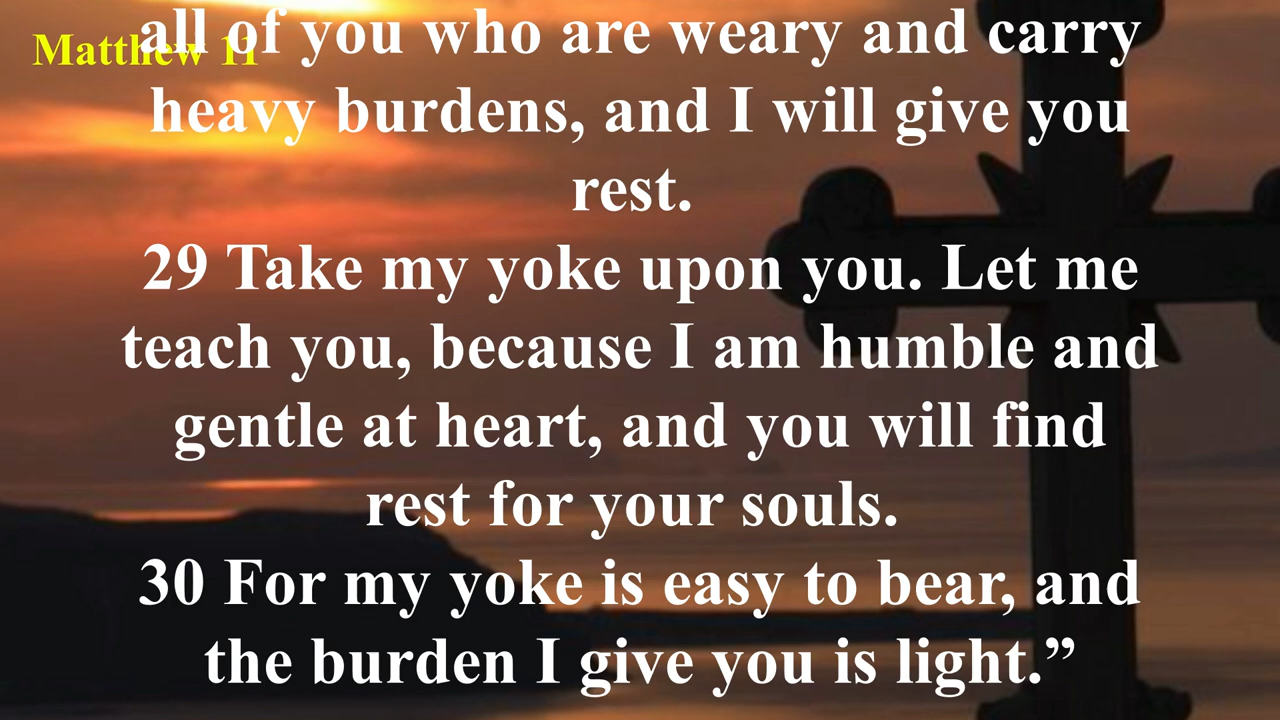 Matthew 11
all of you who are weary and carry
heavy burdens, and I will give you
rest.
29 Take my yoke upon you. Let me
teach you, because I am humble and
gentle at heart, and you will find
rest for your souls.
30 For my yoke is easy to bear, and
the burden I give you is light.”